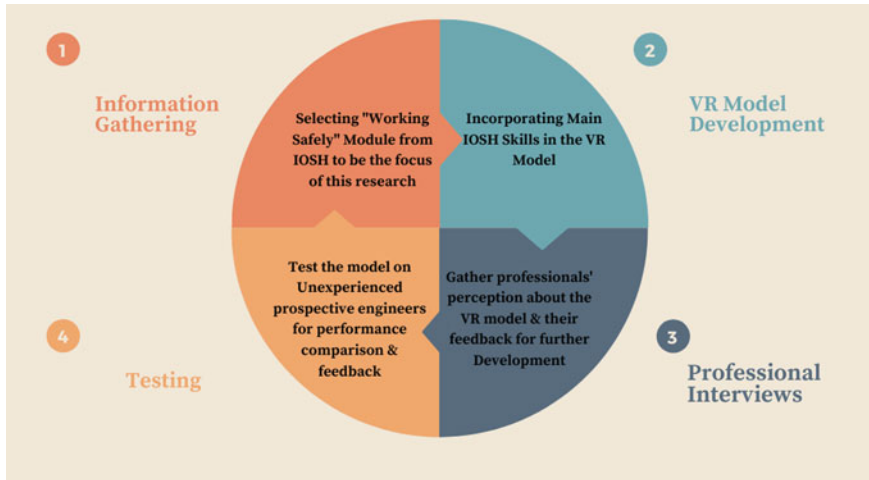 1
Information
Gathering
Selecting "Working
Safely" Module from
IOSH to be the focus
of this research
2
VR Model
Development
Incorporating Main
IOSH Skills in the VR
Model
3
Professional
Interviews
Gather professionals'
perception about the
VR model & their
feedback for further
Development
4
Testing
Test the model on
Unexperienced
prospective engineers
for performance
comparison &
feedback